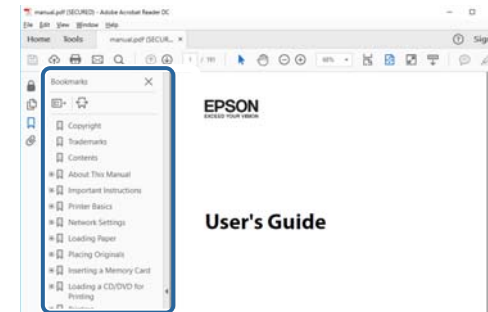 manual.pdf (SECURED) - Adobe Acrobat Reader DC
File Edit View Window Help
Home Tools manual.pdf (SECUR... ×
Sig
Bookmarks
Copyright
Trademarks
Contents
About This Manual
Important Instructions
Printer Basics
Network Settings
Loading Paper
Placing Originals
Inserting a Memory Card
Loading a CD/DVD for
Printing
EPSON
EXCEED YOUR VISION
User's Guide